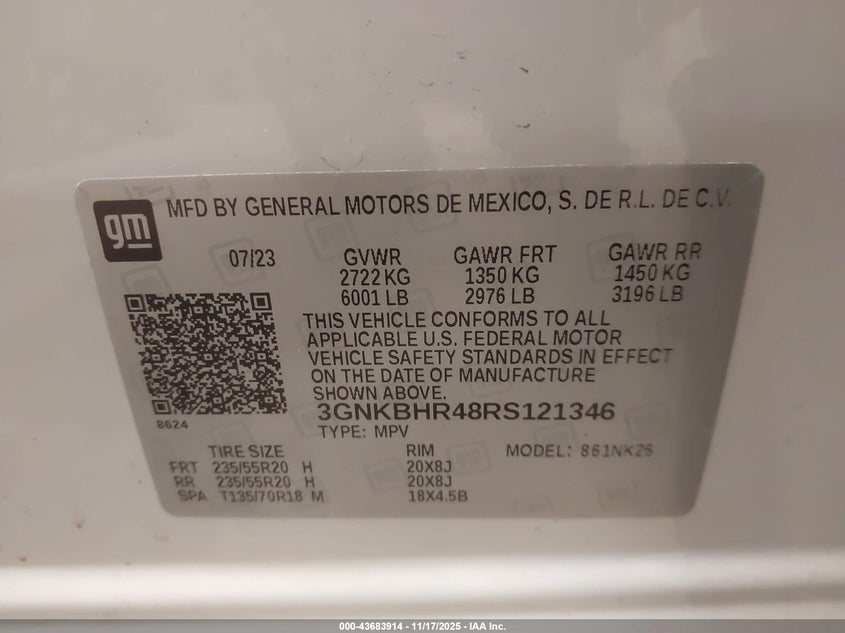 gm
MFD BY GENERAL MOTORS DE MEXICO, S. DE R.L. DE C.V.
07/23 GVWR GAWR FRT GAWR RR
2722 KG 1350 KG 1450 KG
6001 LB 2976 LB 3196 LB
THIS VEHICLE CONFORMS TO ALL
APPLICABLE U.S. FEDERAL MOTOR
VEHICLE SAFETY STANDARDS IN EFFECT
ON THE DATE OF MANUFACTURE
SHOWN ABOVE.
8624
3GNKBHR48RS121346
TYPE: MPV
TIRE SIZE RIM MODEL: 861NK26
FRT 235/55R20 H 20X8J
RR 235/55R20 H 20X8J
SPA T135/70R18 M 18X4.5B
000-43683914 - 11/17/2025 - IAA Inc.